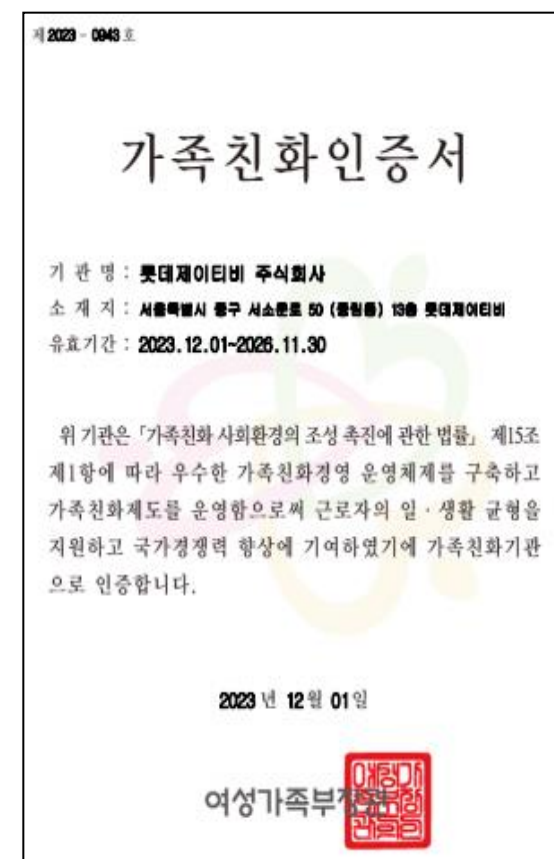 제 2023 - 0943 호
가족친화인증서
기 관 명 : 롯데제이티비 주식회사
소 재 지 : 서울특별시 중구 서소문로 50 (중림동) 13층 롯데제이티비
유효기간 : 2023.12.01~2026.11.30
위 기관은 「가족친화 사회환경의 조성 촉진에 관한 법률」 제15조
제1항에 따라 우수한 가족친화경영 운영체제를 구축하고
가족친화제도를 운영함으로써 근로자의 일 · 생활 균형을
지원하고 국가경쟁력 향상에 기여하였기에 가족친화기관
으로 인증합니다.
2023 년 12 월 01 일
여성가족부장관